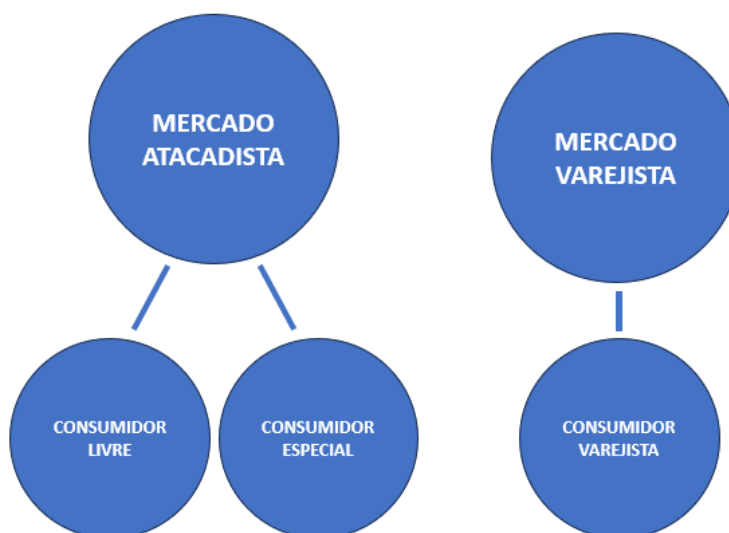 MERCADO
ATACADISTA
MERCADO
VAREJISTA
CONSUMIDOR
LIVRE
CONSUMIDOR
ESPECIAL
CONSUMIDOR
VAREJISTA